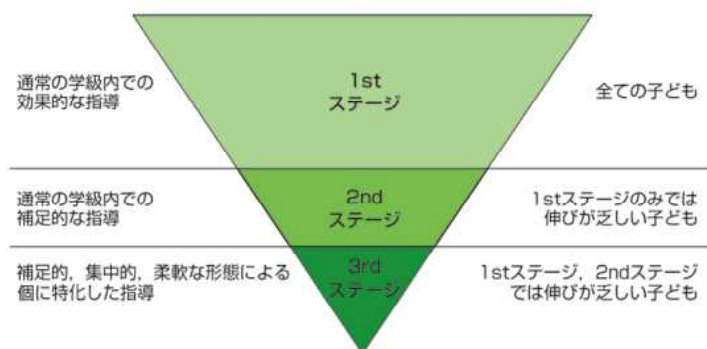 通常の学級内での
効果的な指導
1st
ステージ
全ての子ども
通常の学級内での
補足的な指導
2nd
ステージ
1stステージのみでは
伸びが乏しい子ども
補足的，集中的，柔軟な形態による
個に特化した指導
3rd
ステージ
1stステージ，2ndステージ
では伸びが乏しい子ども